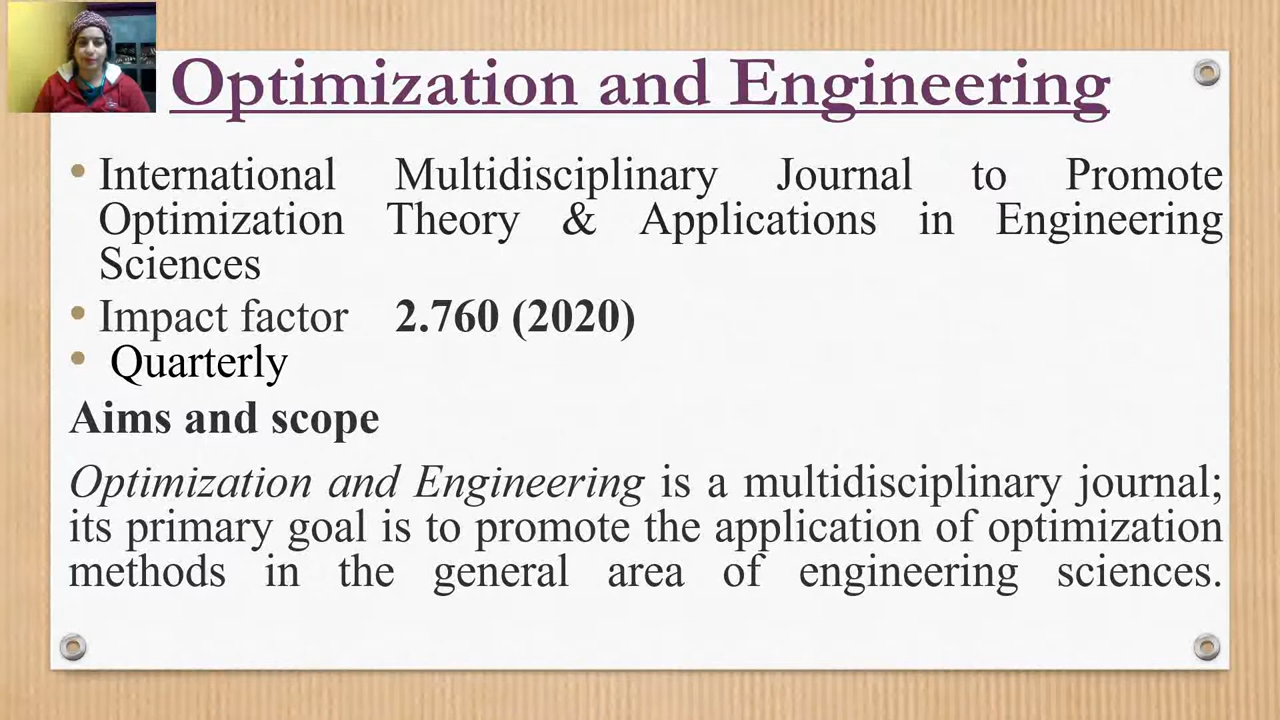 Optimization and Engineering
• International Multidisciplinary Journal to Promote
Optimization Theory & Applications in Engineering
Sciences
• Impact factor 2.760 (2020)
• Quarterly
Aims and scope
Optimization and Engineering is a multidisciplinary journal;
its primary goal is to promote the application of optimization
methods in the general area of engineering sciences.